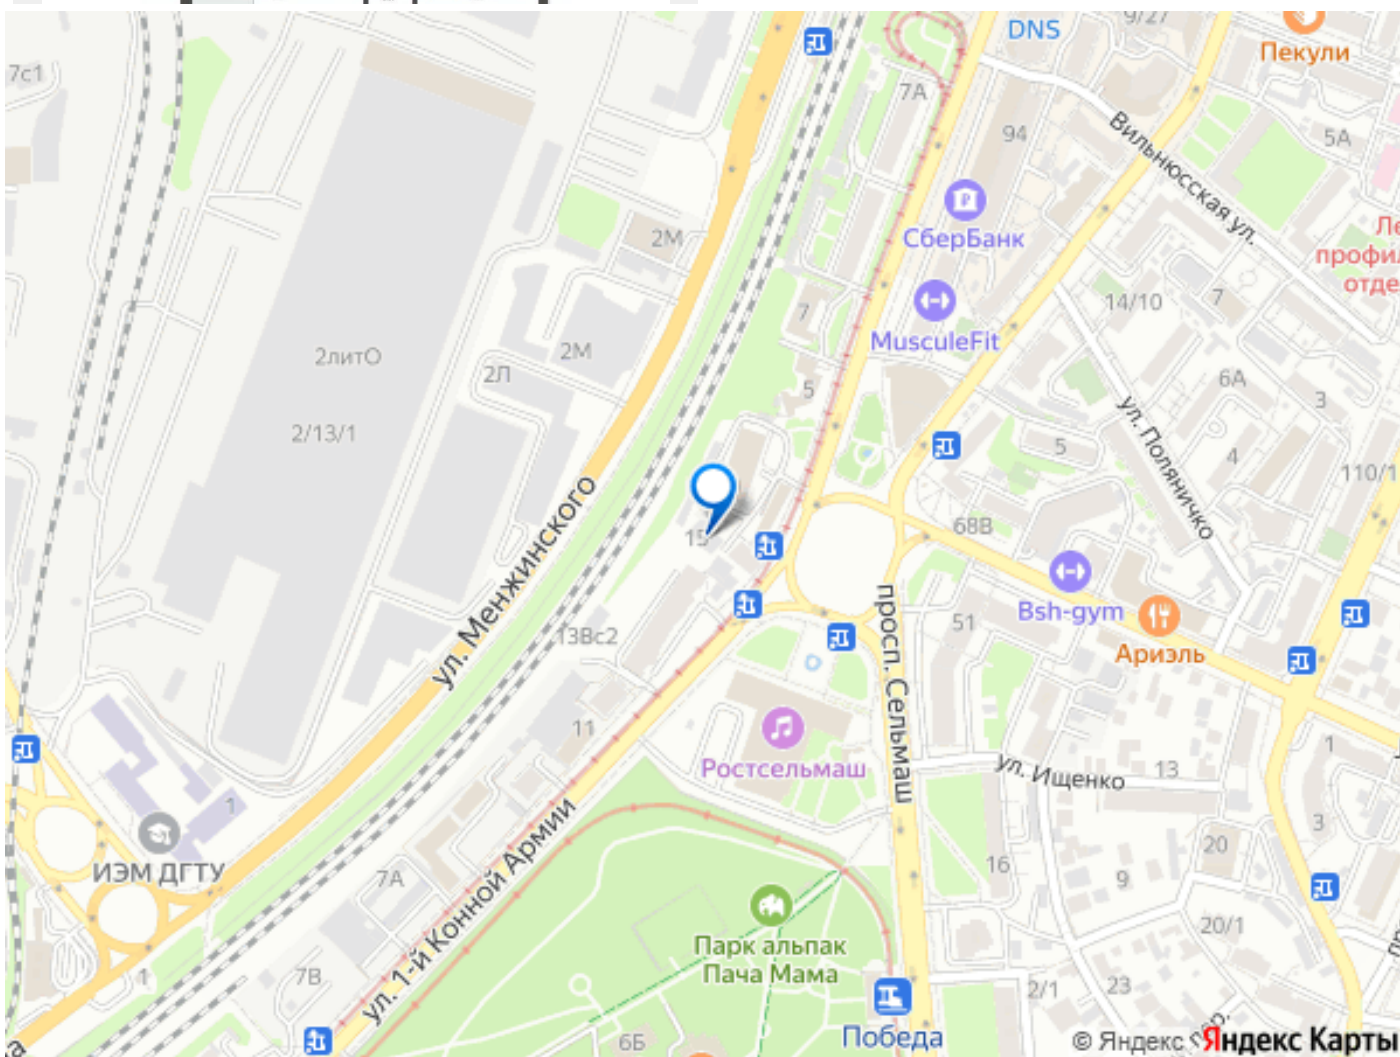 DNS
9/27
Пекули
7с1
7А
94
5А
Вильнюсская ул.
СберБанк
2М
Ле
профи
отде
14/10
7
7
MusculeFit
2литО
2М
2Л
6А
3
5
ул. Поляничко
2/13/1
5
4
110/1
ул. Менжинского
68В
15
Bsh-gym
просп. Сельмаш
51
Ариэль
13Вс2
11
Ростсельмаш
ул. Ищенко
13
1
1
3
ИЭМ ДГТУ
7А
ул. 1-й Конной Армии
16
20
9
20/1
Парк альпак
Пача Мама
1
7В
2/1
23
Победа
6Б
© Яндекс
Яндекс Карты